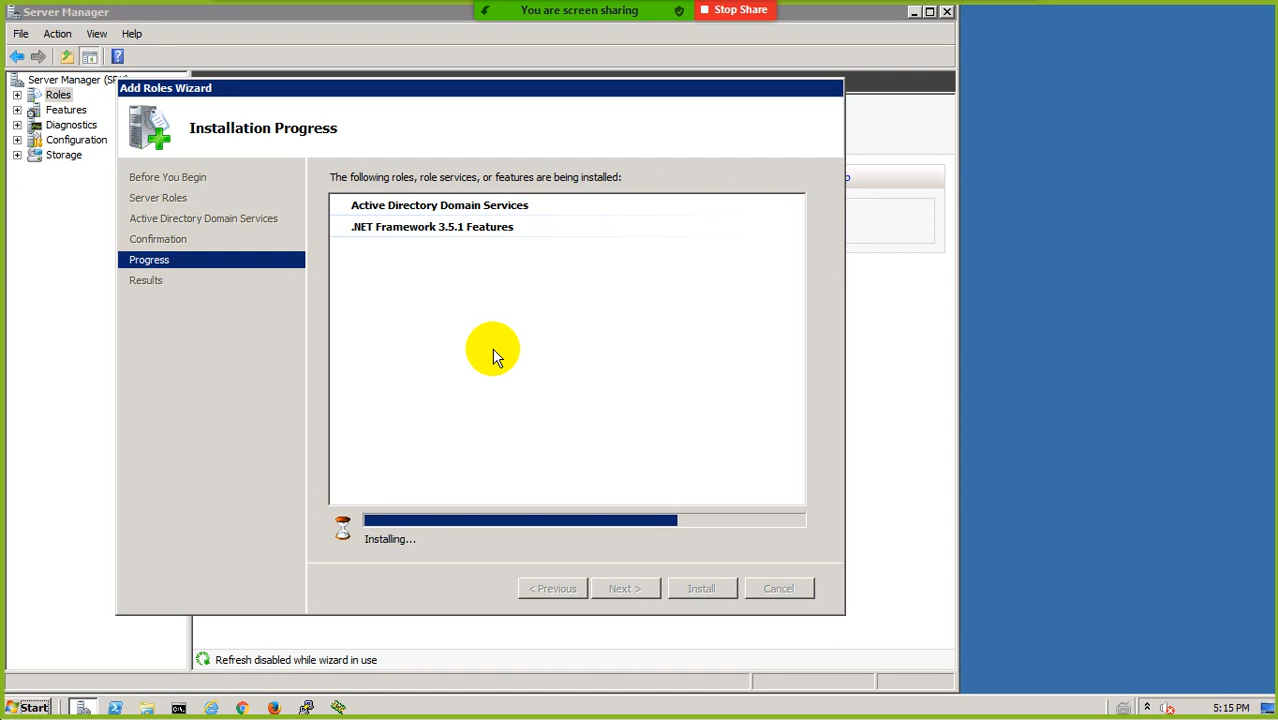 Server Manager
You are screen sharing
Stop Share
File Action View Help
Server Manager (SP
Roles
Features
Diagnostics
Configuration
Storage
Add Roles Wizard
Installation Progress
Before You Begin
Server Roles
Active Directory Domain Services
Confirmation
Progress
Results
The following roles, role services, or features are being installed:
Active Directory Domain Services
.NET Framework 3.5.1 Features
Installing...
< Previous
Next >
Install
Cancel
Refresh disabled while wizard in use
Start
5:15 PM